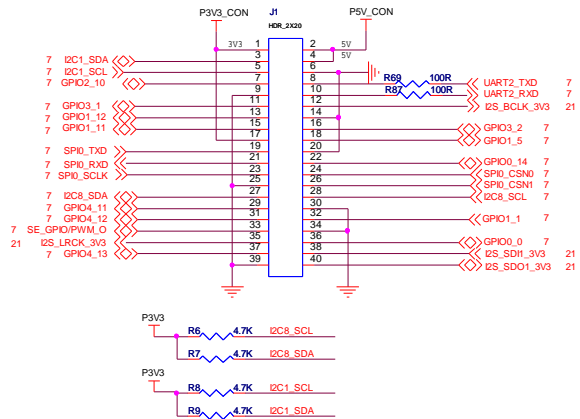 P3V3_CON J1 P5V_CON
HDR_2X20
3V3 1 2 5V
7 I2C1_SDA 3 4 5V
7 I2C1_SCL 5 6
7 GPIO2_10 7 8 R69 100R UART2_TXD 7
9 10 R87 100R UART2_RXD 7
7 GPIO3_1 11 12 I2S_BCLK_3V3 21
7 GPIO1_12 13 14
7 GPIO1_11 15 16 GPIO3_2 7
17 18 GPIO1_5 7
7 SPI0_TXD 19 20
7 SPI0_RXD 21 22 GPIO0_14 7
7 SPI0_SCLK 23 24 SPI0_CSN0 7
25 26 SPI0_CSN1 7
7 I2C8_SDA 27 28 I2C8_SCL 7
7 GPIO4_11 29 30
7 GPIO4_12 31 32 GPIO1_1 7
7 SE_GPIO/PWM_O 33 34
21 I2S_LRCK_3V3 35 36 GPIO0_0 7
7 GPIO4_13 37 38 I2S_SDI1_3V3 21
39 40 I2S_SDO1_3V3 21
P3V3
R6 4.7K I2C8_SCL
R7 4.7K I2C8_SDA
P3V3
R8 4.7K I2C1_SCL
R9 4.7K I2C1_SDA